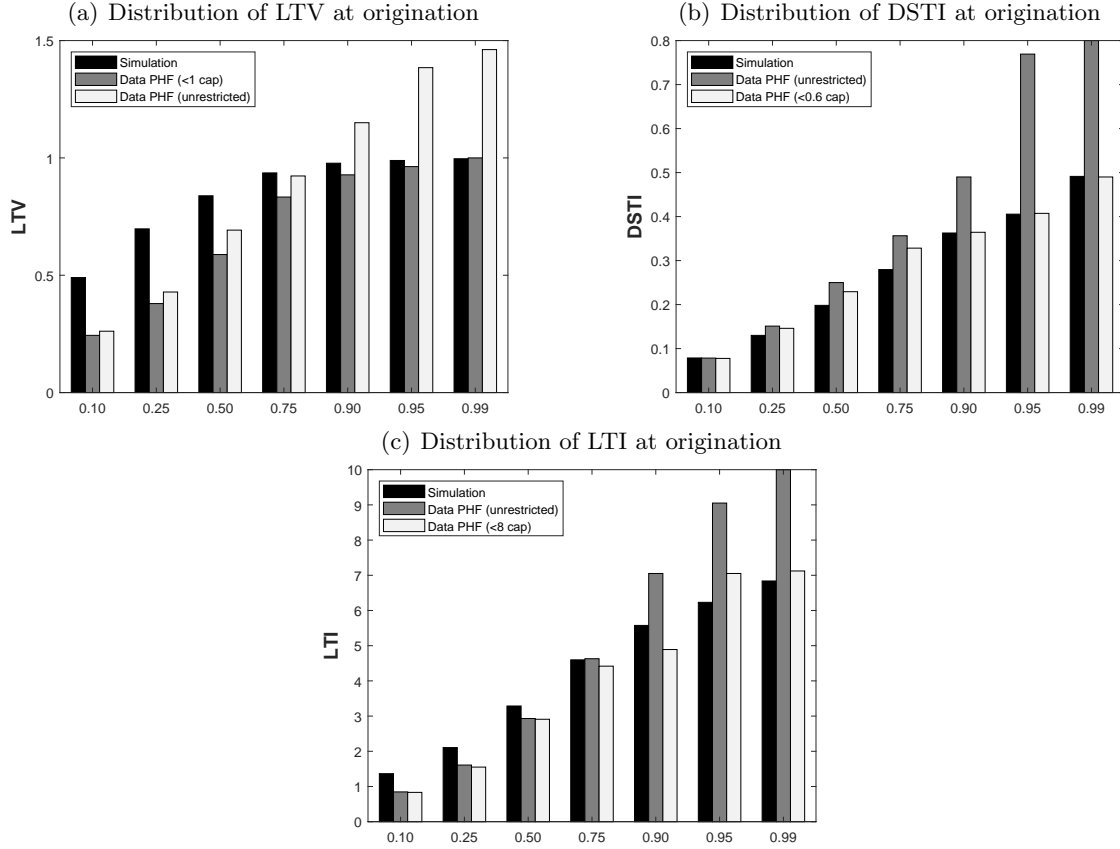 (a) Distribution of LTV at origination
1.5
1
0.5
0
LTV
Simulation
Data PHF (<1 cap)
Data PHF (unrestricted)
0.10 0.25 0.50 0.75 0.90 0.95 0.99
(b) Distribution of DSTI at origination
0.8
0.7
0.6
0.5
0.4
0.3
0.2
0.1
0
DSTI
Simulation
Data PHF (unrestricted)
Data PHF (<0.6 cap)
0.10 0.25 0.50 0.75 0.90 0.95 0.99
(c) Distribution of LTI at origination
10
9
8
7
6
5
4
3
2
1
0
LTI
Simulation
Data PHF (unrestricted)
Data PHF (<8 cap)
0.10 0.25 0.50 0.75 0.90 0.95 0.99